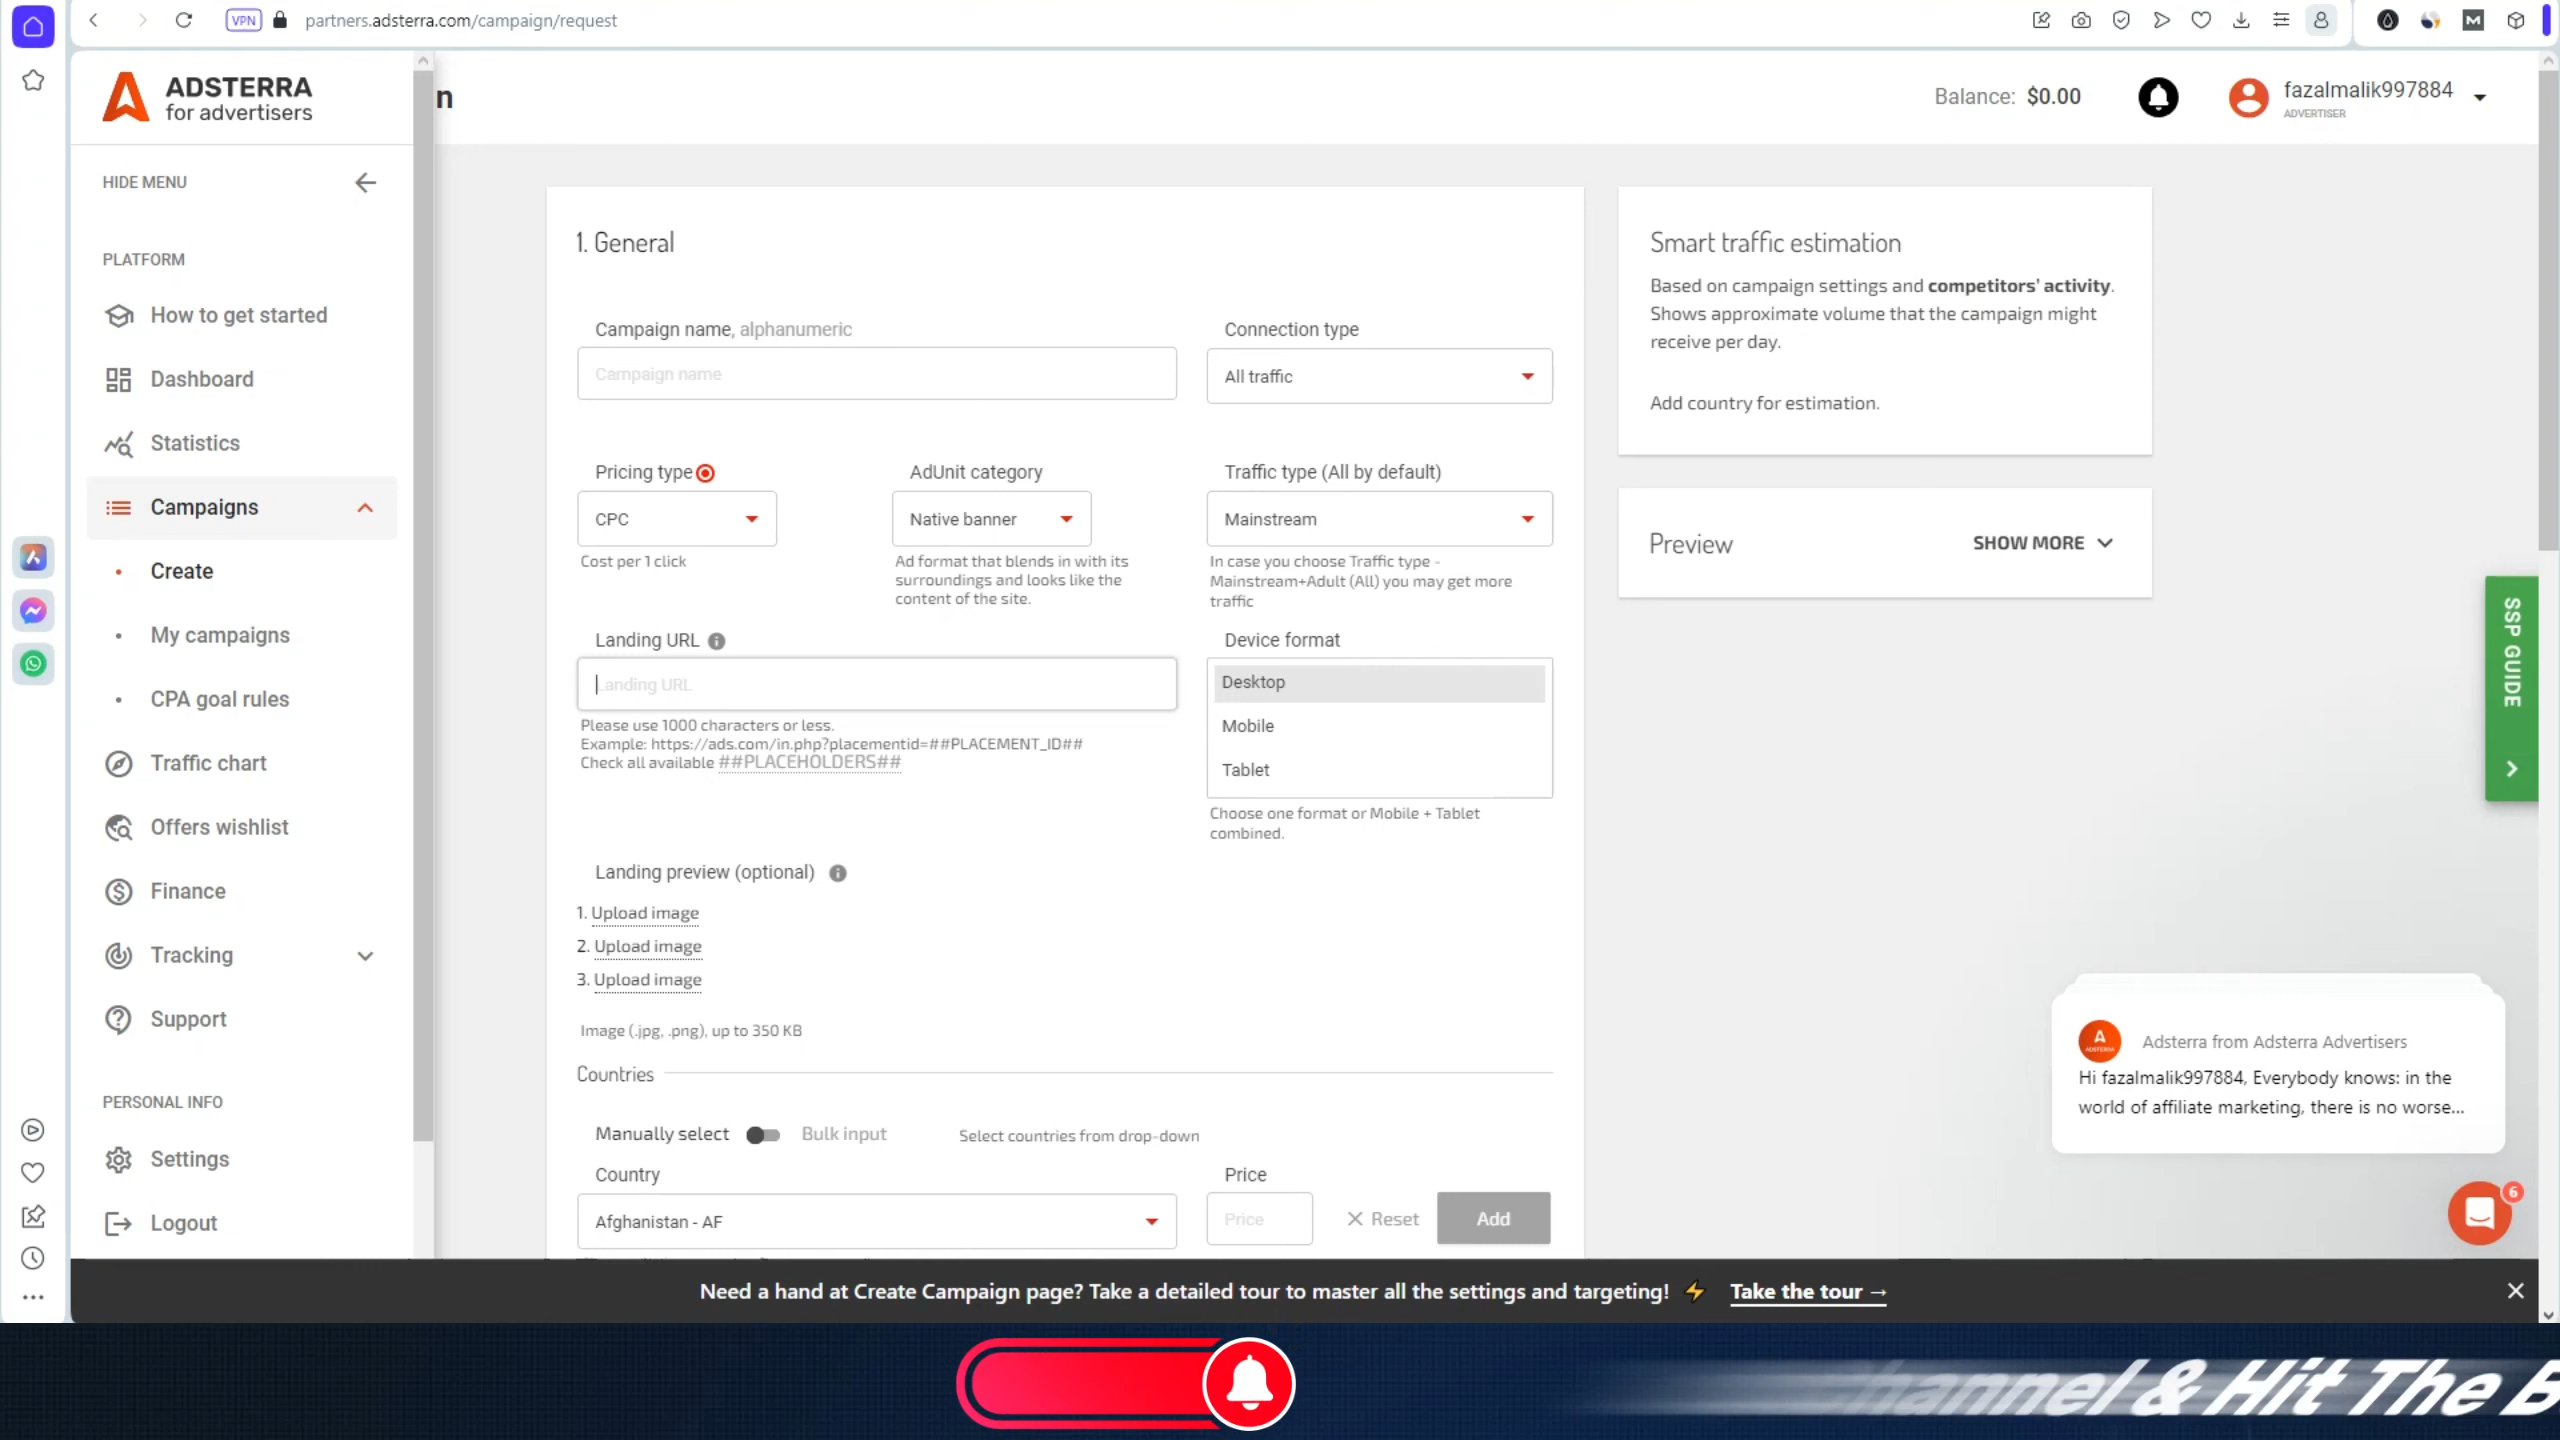 VPN
partners.adsterra.com/campaign/request
ADSTERRA
for advertisers
n
Balance: $0.00
fazalmalik997884
ADVERTISER
HIDE MENU
PLATFORM
How to get started
Dashboard
Statistics
Campaigns
Create
My campaigns
CPA goal rules
Traffic chart
Offers wishlist
Finance
Tracking
Support
PERSONAL INFO
Settings
Logout
1. General
Campaign name, alphanumeric
Campaign name
Connection type
All traffic
Pricing type
CPC
Cost per 1 click
AdUnit category
Native banner
Ad format that blends in with its
surroundings and looks like the
content of the site.
Traffic type (All by default)
Mainstream
In case you choose Traffic type -
Mainstream+Adult (All) you may get more
traffic
Landing URL
Landing URL
Please use 1000 characters or less.
Example: https://ads.com/in.php?placementid=##PLACEMENT_ID##
Check all available ##PLACEHOLDERS##
Device format
Desktop
Mobile
Tablet
Choose one format or Mobile + Tablet
combined.
Landing preview (optional)
1. Upload image
2. Upload image
3. Upload image
Image (.jpg, .png), up to 350 KB
Countries
Manually select
Bulk input
Select countries from drop-down
Country
Afghanistan - AF
Price
Price
Reset
Add
Smart traffic estimation
Based on campaign settings and competitors' activity.
Shows approximate volume that the campaign might
receive per day.
Add country for estimation.
Preview
SHOW MORE
SSP GUIDE
Adsterra from Adsterra Advertisers
Hi fazalmalik997884, Everybody knows: in the
world of affiliate marketing, there is no worse...
6
Need a hand at Create Campaign page? Take a detailed tour to master all the settings and targeting! ⚡ Take the tour →
hannel & Hit The B